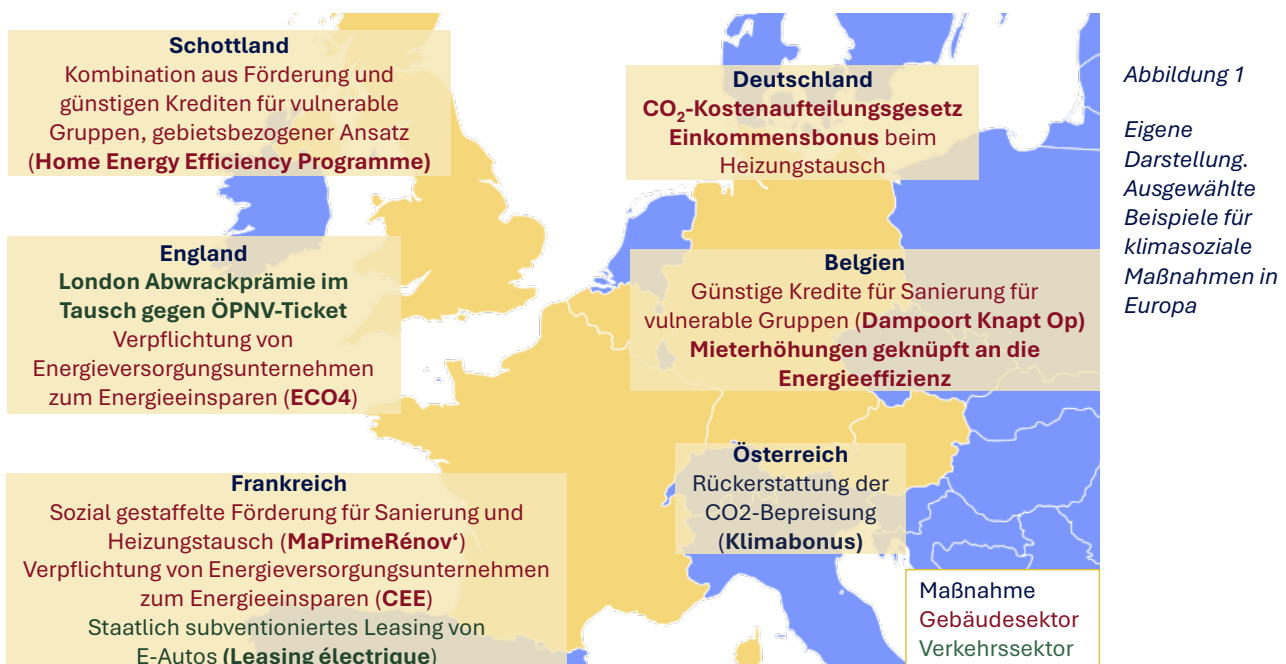 Schottland
Kombination aus Förderung und
günstigen Krediten für vulnerable
Gruppen, gebietsbezogener Ansatz
(Home Energy Efficiency Programme)
Deutschland
CO₂-Kostenaufteilungsgesetz
Einkommensbonus beim
Heizungstausch
Abbildung 1
Eigene
Darstellung.
Ausgewählte
Beispiele für
klimasoziale
Maßnahmen in
Europa
England
London Abwrackprämie im
Tausch gegen ÖPNV-Ticket
Verpflichtung von
Energieversorgungsunternehmen
zum Energieeinsparen (ECO4)
Belgien
Günstige Kredite für Sanierung für
vulnerable Gruppen (Dampoort Knapt Op)
Mieterhöhungen geknüpft an die
Energieeffizienz
Frankreich
Sozial gestaffelte Förderung für Sanierung und
Heizungstausch (MaPrimeRénov‘)
Verpflichtung von Energieversorgungsunternehmen
zum Energieeinsparen (CEE)
Staatlich subventioniertes Leasing von
E-Autos (Leasing électrique)
Österreich
Rückerstattung der
CO2-Bepreisung
(Klimabonus)
Maßnahme
Gebäudesektor
Verkehrssektor